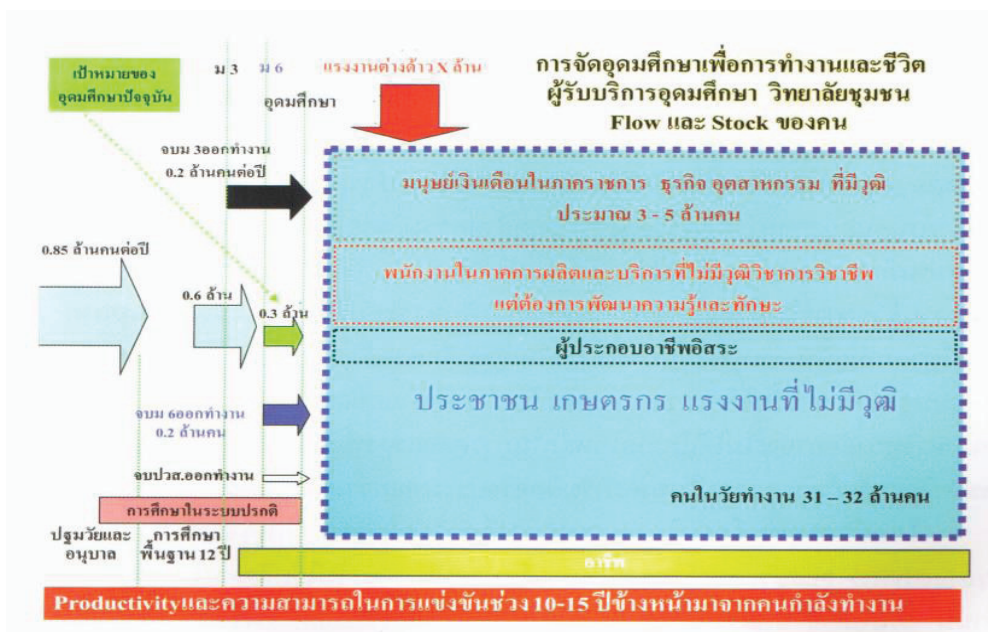 การจัดอุดมศึกษาเพื่อการทำงานและชีวิต
ผู้รับบริการอุดมศึกษา วิทยาลัยชุมชน
Flow และ Stock ของคน
เป้าหมายของ
อุดมศึกษาปัจจุบัน
ม 3
ม 6
อุดมศึกษา
แรงงานต่างด้าว X ล้าน
จบม 3ออกทำงาน
0.2 ล้านคนต่อปี
0.85 ล้านคนต่อปี
0.6 ล้าน
0.3 ล้าน
จบม 6ออกทำงาน
0.2 ล้านคน
จบปวส.ออกทำงาน
การศึกษาในระบบปรกติ
ปฐมวัยและ
อนุบาล
การศึกษา
พื้นฐาน 12 ปี
มนุษย์เงินเดือนในภาคราชการ ธุรกิจ อุตสาหกรรม ที่มีวุฒิ
ประมาณ 3 - 5 ล้านคน
พนักงานในภาคการผลิตและบริการที่ไม่มีวุฒิวิชาการวิชาชีพ
แต่ต้องการพัฒนาความรู้และทักษะ
ผู้ประกอบอาชีพอิสระ
ประชาชน เกษตรกร แรงงานที่ไม่มีวุฒิ
คนในวัยทำงาน 31 – 32 ล้านคน
อาชีพ
Productivityและความสามารถในการแข่งขันช่วง 10-15 ปีข้างหน้ามาจากคนกำลังทำงาน